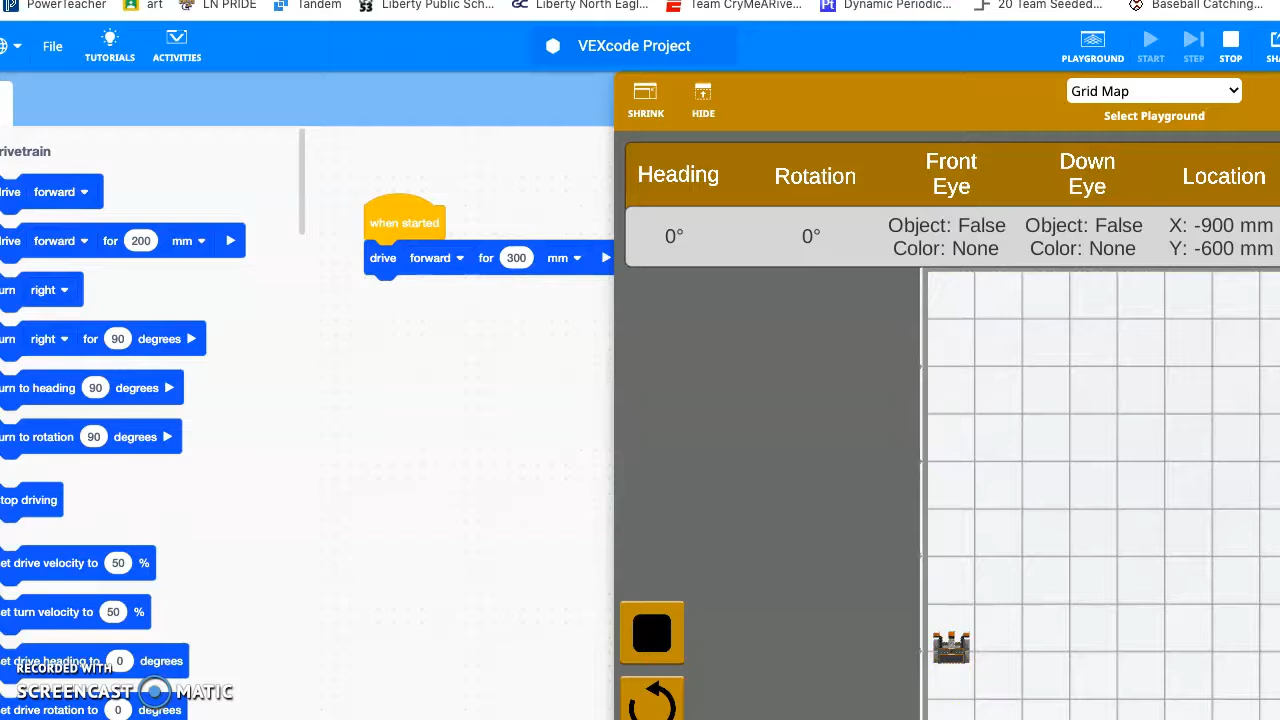 PowerTeacher art LN PRIDE Tandem Liberty Public Sch... Liberty North Eagl... Team CryMeARive... Dynamic Periodic... 20 Team Seeded... Baseball Catching...
File
TUTORIALS
ACTIVITIES
VEXcode Project
PLAYGROUND
START
STEP
STOP
SHA
SHRINK
HIDE
Grid Map
Select Playground
rivetrain
rive forward
rive forward for 200 mm
urn right
urn right for 90 degrees
urn to heading 90 degrees
urn to rotation 90 degrees
top driving
et drive velocity to 50 %
et turn velocity to 50 %
et drive heading to 0 degrees
et drive rotation to 0 degrees
when started
drive forward for 300 mm
Heading
Rotation
Front
Eye
Down
Eye
Location
0°
0°
Object: False
Color: None
Object: False
Color: None
X: -900 mm
Y: -600 mm
RECORDED WITH
SCREENCAST MATIC